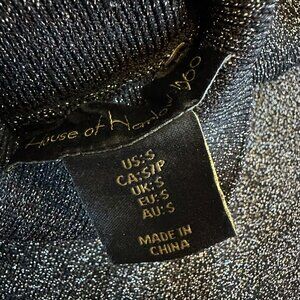 House of Harlow 1960
US:S
CA:S/P
UK:S
EU:S
AU:S
MADE IN
CHINA